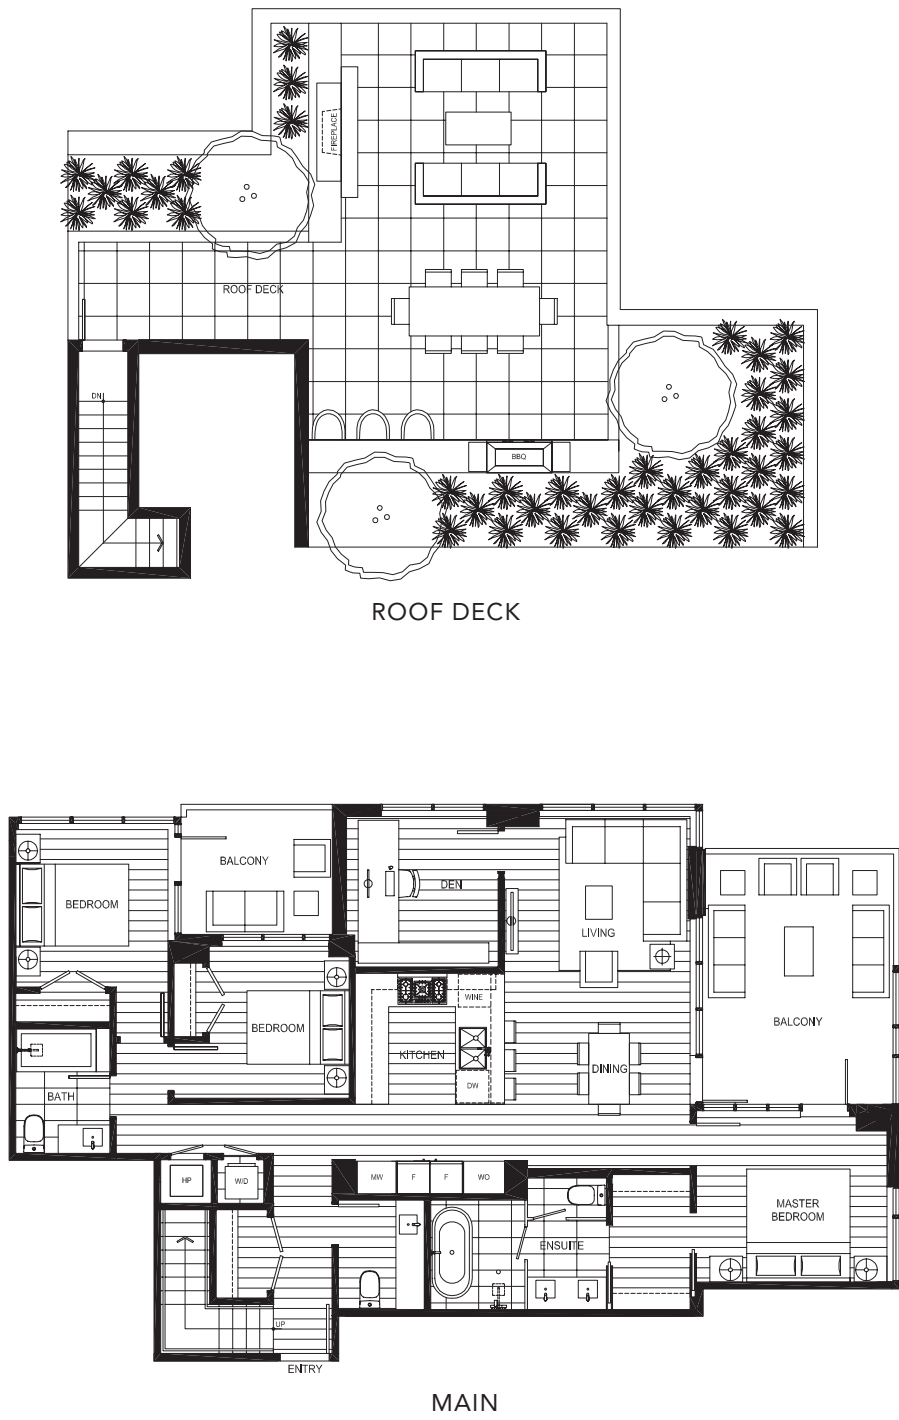 FIREPLACE
ROOF DECK
DN
BBQ
ROOF DECK
BALCONY
BEDROOM
DEN
LIVING
BEDROOM
WINE
KITCHEN
DW
DINING
BALCONY
BATH
HP
W/D
MW
F
F
WO
MASTER
BEDROOM
ENSUITE
UP
ENTRY
MAIN